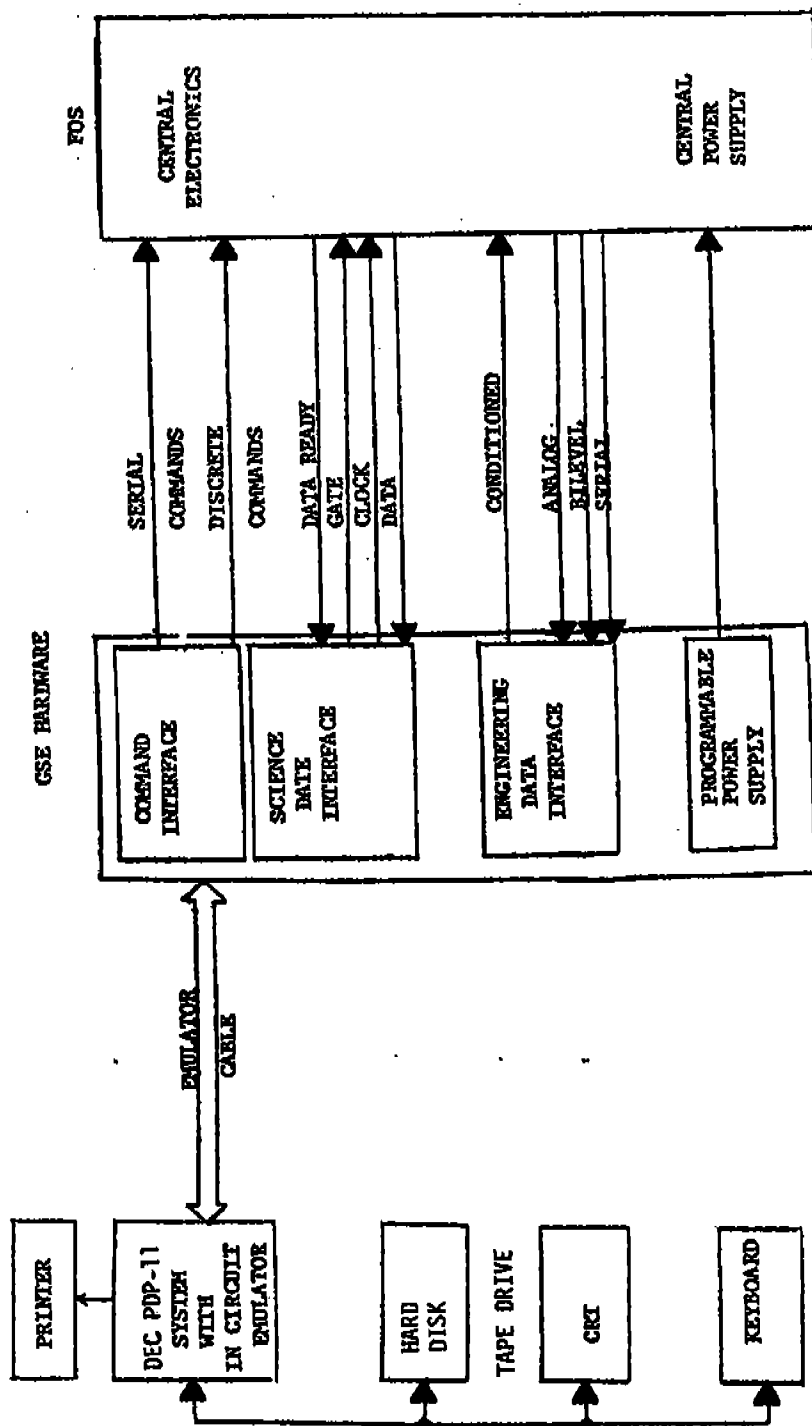 PRINTER
DEC PDP-11
SYSTEM
WITH
IN CIRCUIT
EMULATOR
HARD
DISK
TAPE DRIVE
CRT
KEYBOARD
EMULATOR
CABLE
GSE HARDWARE
COMMAND
INTERFACE
SCIENCE
DATE
INTERFACE
ENGINEERING
DATA
INTERFACE
PROGRAMMABLE
POWER
SUPPLY
SERIAL
COMMANDS
DISCRETE
COMMANDS
DATA READY
GATE
CLOCK
DATA
CONDITIONED
ANALOG
BILEVEL
SERIAL
FOS
CENTRAL
ELECTRONICS
CENTRAL
POWER
SUPPLY